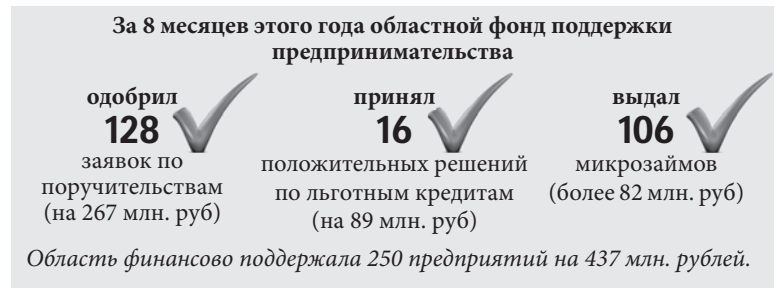 За 8 месяцев этого года областной фонд поддержки
предпринимательства
одобрил
128
заявок по
поручительствам
(на 267 млн. руб)
принял
16
положительных решений
по льготным кредитам
(на 89 млн. руб)
выдал
106
микрозаймов
(более 82 млн. руб)
Область финансово поддержала 250 предприятий на 437 млн. рублей.